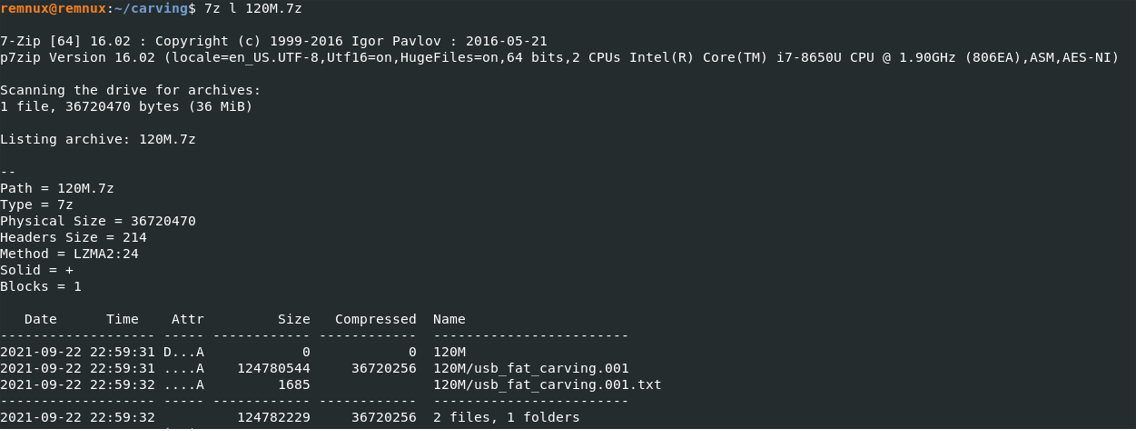 remnux@remnux:~/carving$ 7z l 120M.7z
7-Zip [64] 16.02 : Copyright (c) 1999-2016 Igor Pavlov : 2016-05-21
p7zip Version 16.02 (locale=en_US.UTF-8,Utf16=on,HugeFiles=on,64 bits,2 CPUs Intel(R) Core(TM) i7-8650U CPU @ 1.90GHz (806EA),ASM,AES-NI)
Scanning the drive for archives:
1 file, 36720470 bytes (36 MiB)
Listing archive: 120M.7z
--
Path = 120M.7z
Type = 7z
Physical Size = 36720470
Headers Size = 214
Method = LZMA2:24
Solid = +
Blocks = 1
   Date      Time    Attr         Size   Compressed  Name
------------------- ----- ------------ ------------  ------------------------
2021-09-22 22:59:31 D...A            0            0  120M
2021-09-22 22:59:31 ....A    124780544     36720256  120M/usb_fat_carving.001
2021-09-22 22:59:32 ....A         1685               120M/usb_fat_carving.001.txt
------------------- ----- ------------ ------------  ------------------------
2021-09-22 22:59:32          124782229     36720256  2 files, 1 folders